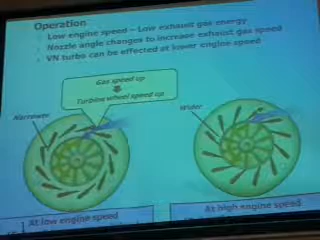 Operation
Low engine speed – Low exhaust gas energy
Nozzle angle changes to increase exhaust gas speed
VN turbo can be effected at lower engine speed
Gas speed up
Turbine wheel speed up
Narrower
Wider
At low engine speed
At high engine speed